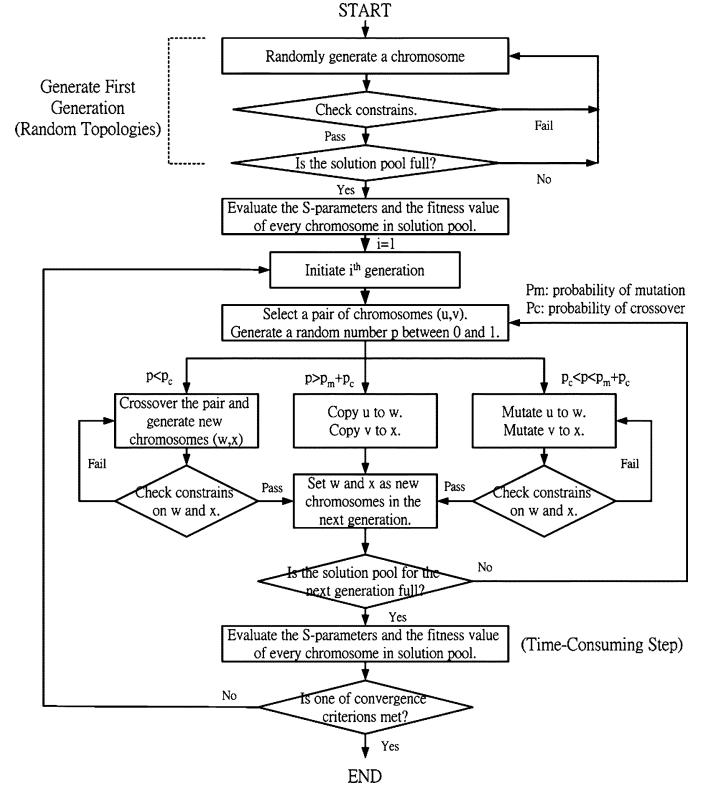 START
Randomly generate a chromosome
Generate First
Generation
(Random Topologies)
Check constrains.
Fail
Pass
Is the solution pool full?
No
Yes
Evaluate the S-parameters and the fitness value
of every chromosome in solution pool.
i=1
Initiate ith generation
Pm: probability of mutation
Pc: probability of crossover
Select a pair of chromosomes (u,v).
Generate a random number p between 0 and 1.
p<pc
p>pm+pc
pc<p<pm+pc
Crossover the pair and
generate new
chromosomes (w,x)
Copy u to w.
Copy v to x.
Mutate u to w.
Mutate v to x.
Fail
Check constrains
on w and x.
Pass
Set w and x as new
chromosomes in the
next generation.
Pass
Check constrains
on w and x.
Fail
Is the solution pool for the
next generation full?
No
Yes
Evaluate the S-parameters and the fitness value
of every chromosome in solution pool.
(Time-Consuming Step)
Is one of convergence
criterions met?
No
Yes
END